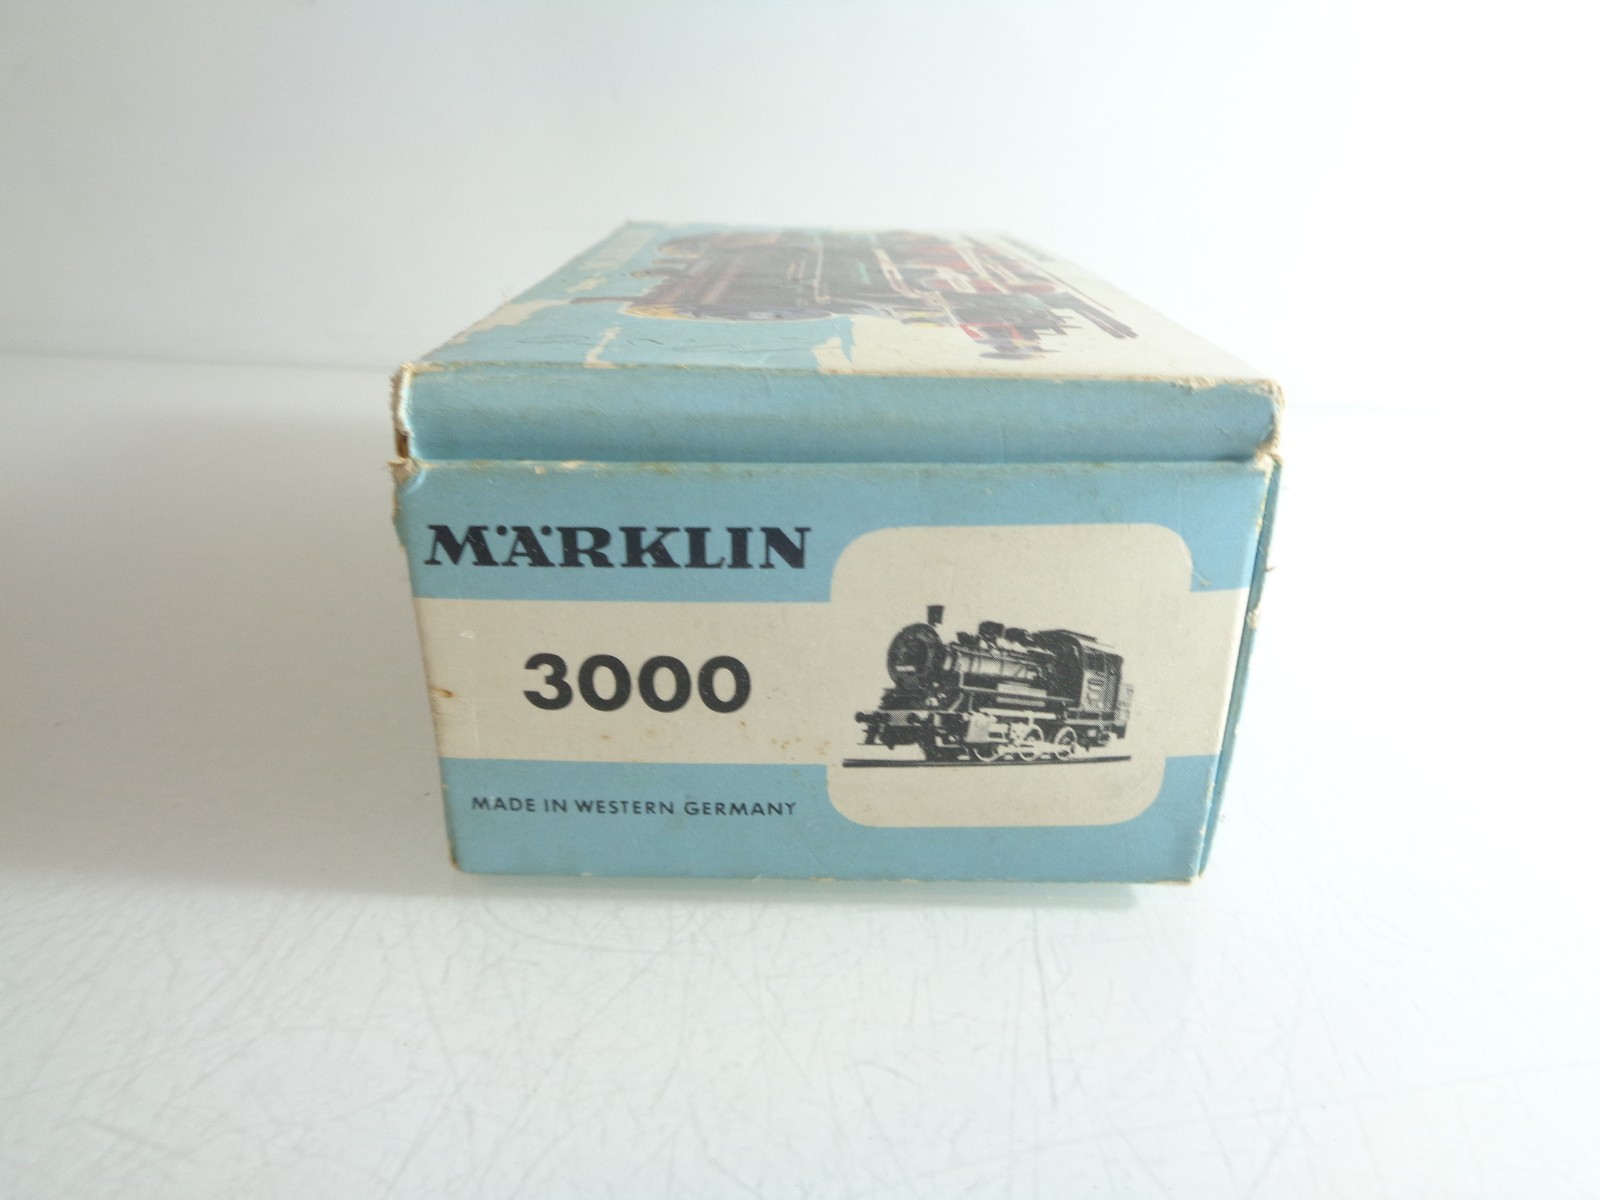 MÄRKLIN
3000
MADE IN WESTERN GERMANY